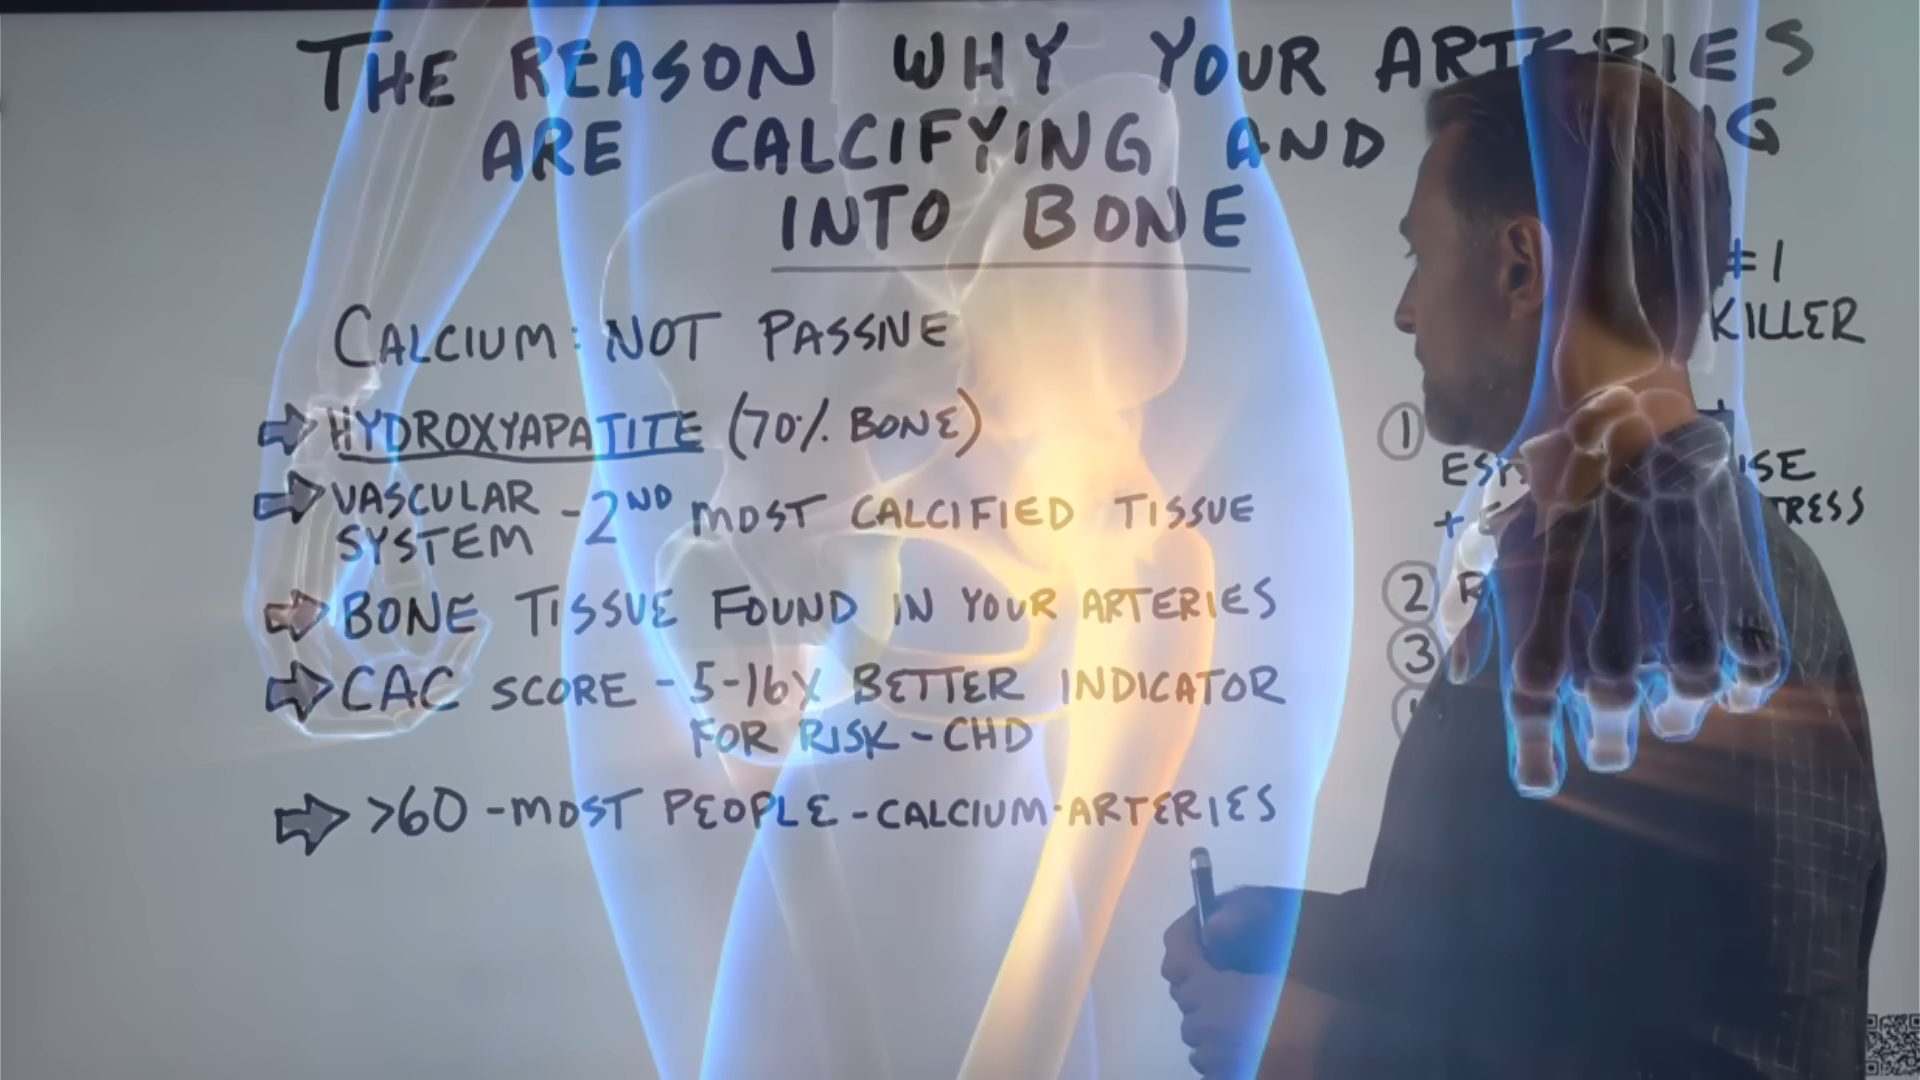 THE REASON WHY YOUR ARTERIES
ARE CALCIFYING AND
INTO BONE
CALCIUM: NOT PASSIVE
HYDROXYAPATITE (70% BONE)
VASCULAR
SYSTEM - 2ND MOST CALCIFIED TISSUE
BONE TISSUE FOUND IN YOUR ARTERIES
CAC SCORE - 5-16X BETTER INDICATOR
FOR RISK - CHD
>60 - MOST PEOPLE - CALCIUM - ARTERIES
#1
KILLER
1
2
3